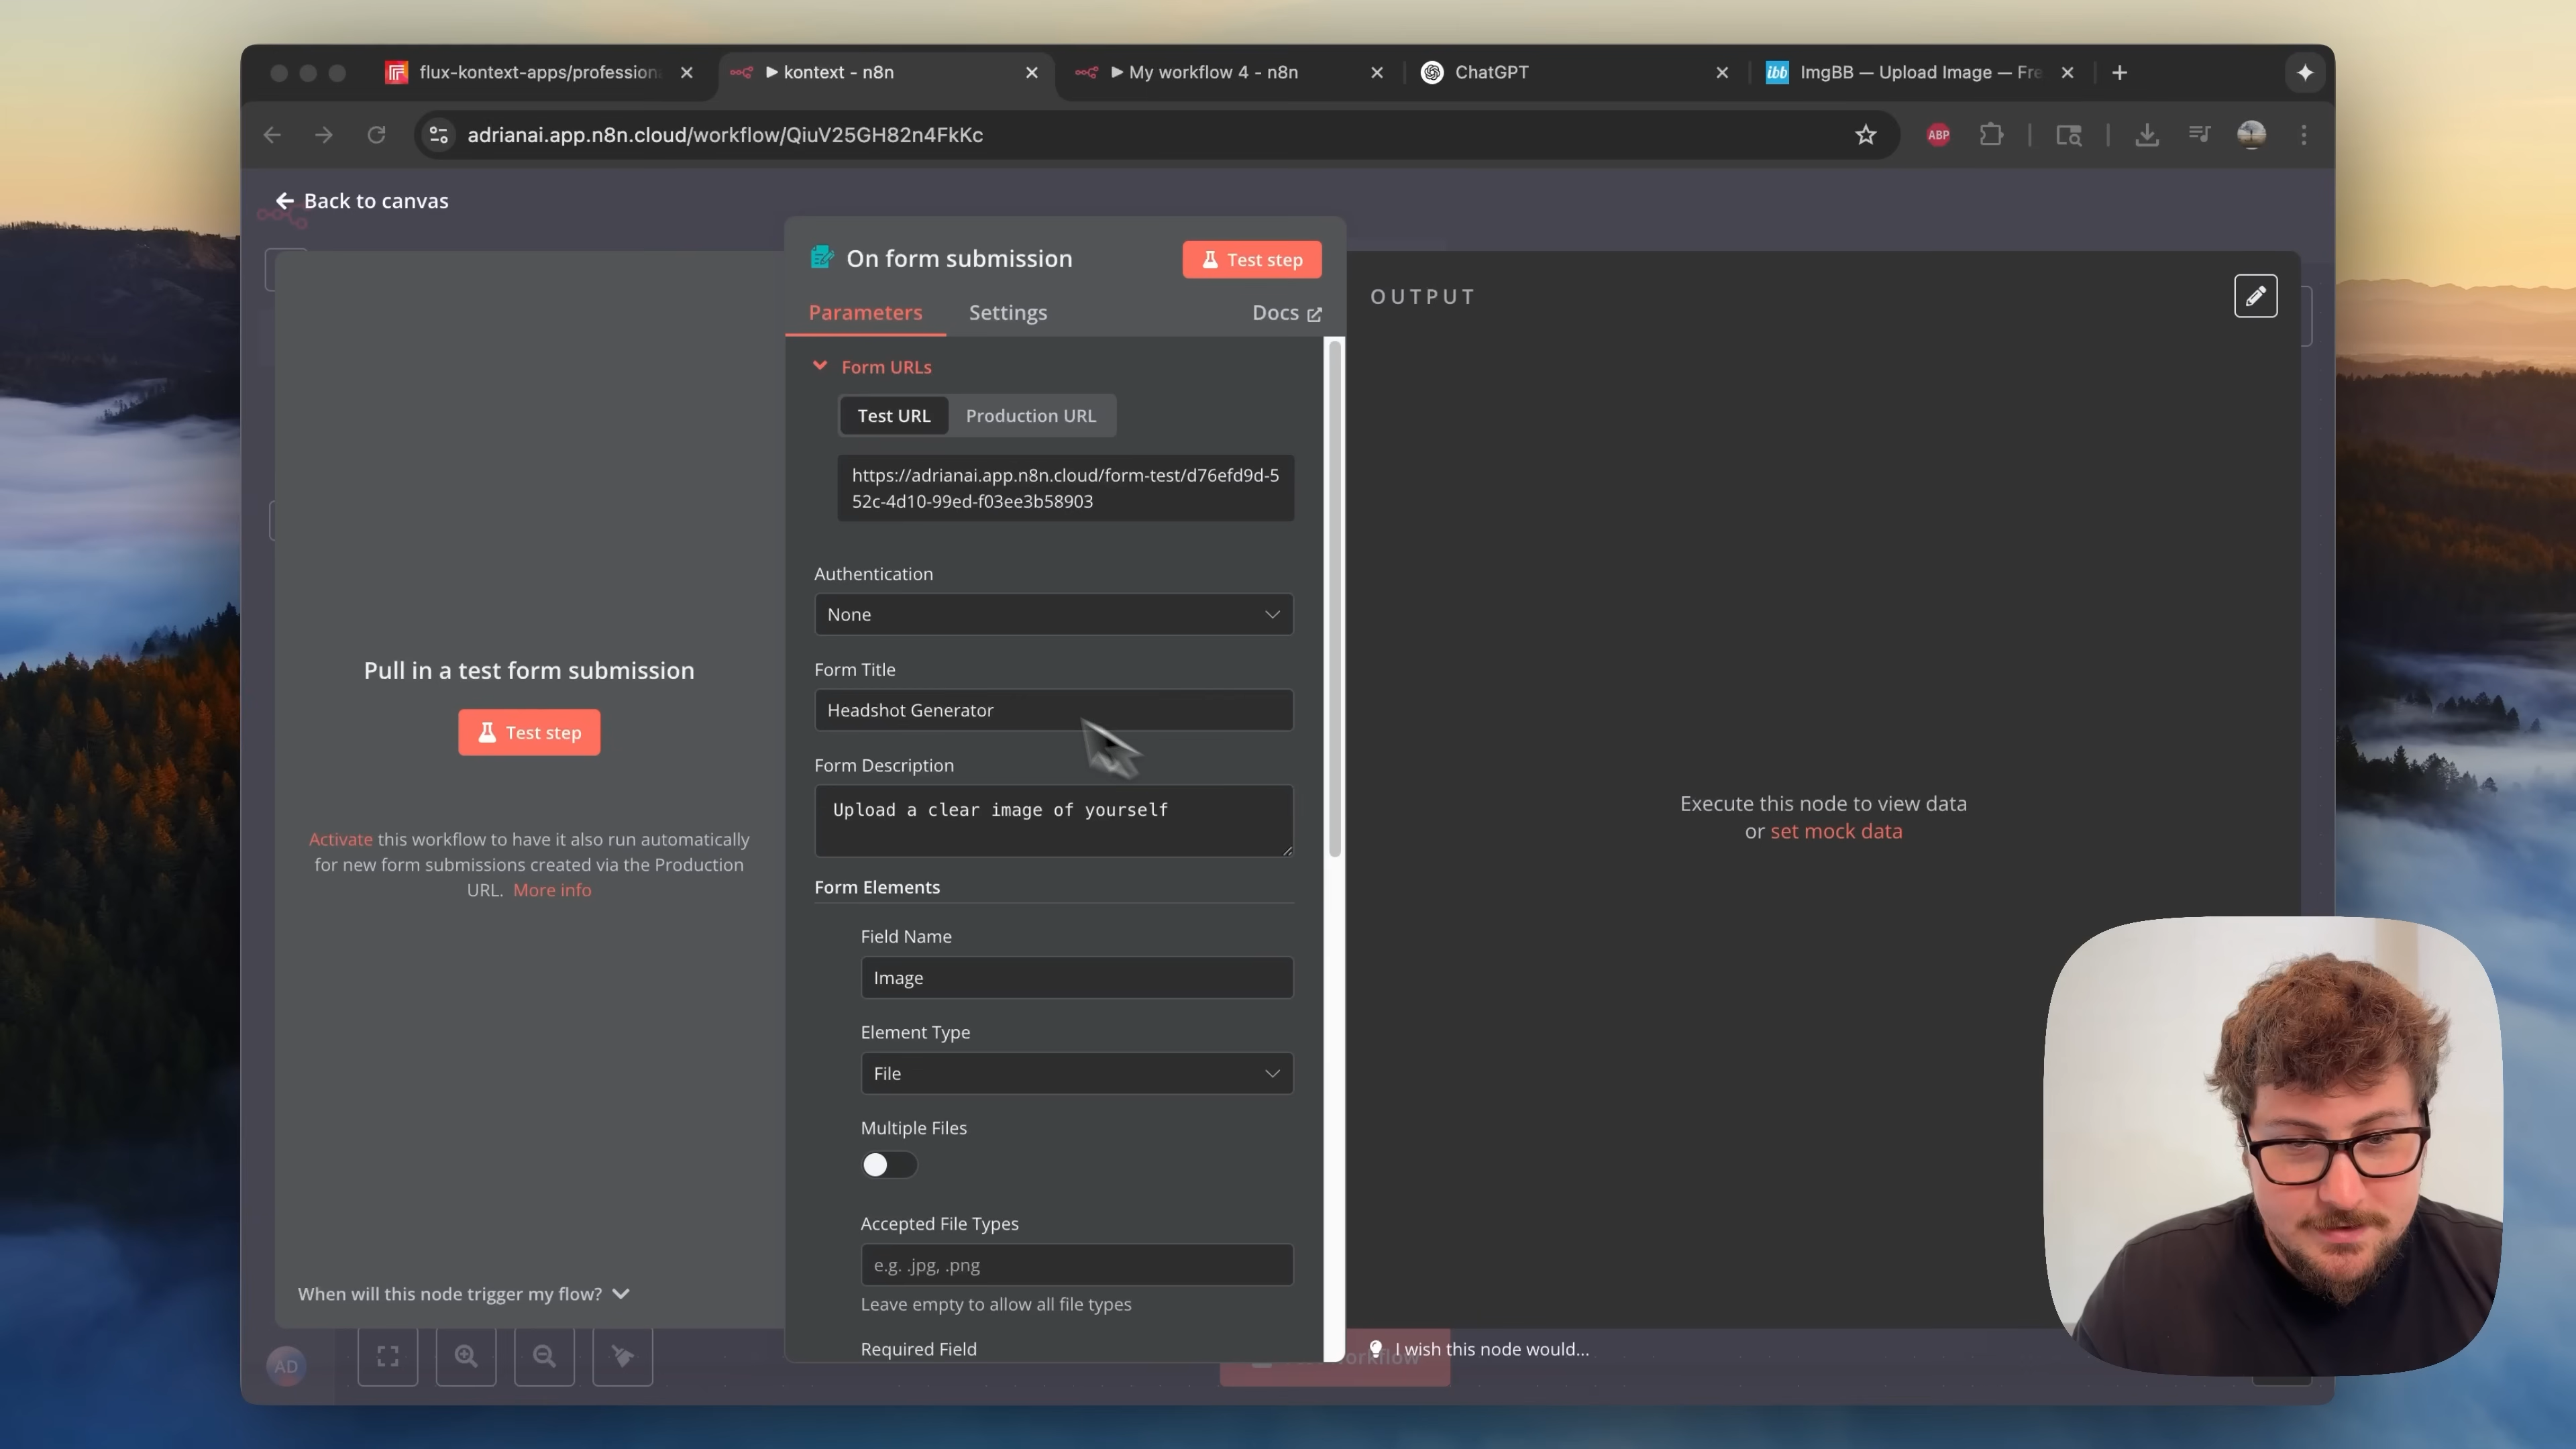 flux-kontext-apps/professiona
kontext - n8n
My workflow 4 - n8n
ChatGPT
ibb
ImgBB — Upload Image — Fre
adrianai.app.n8n.cloud/workflow/QiuV25GH82n4FkKc
ABP
Back to canvas
On form submission
Test step
Parameters
Settings
Docs
OUTPUT
Form URLs
Test URL
Production URL
https://adrianai.app.n8n.cloud/form-test/d76efd9d-5
52c-4d10-99ed-f03ee3b58903
Authentication
None
Form Title
Headshot Generator
Form Description
Upload a clear image of yourself
Form Elements
Field Name
Image
Element Type
File
Multiple Files
Accepted File Types
e.g. .jpg, .png
Leave empty to allow all file types
Required Field
Pull in a test form submission
Test step
Activate this workflow to have it also run automatically
for new form submissions created via the Production
URL. More info
When will this node trigger my flow?
Execute this node to view data
or set mock data
AD
I wish this node would...